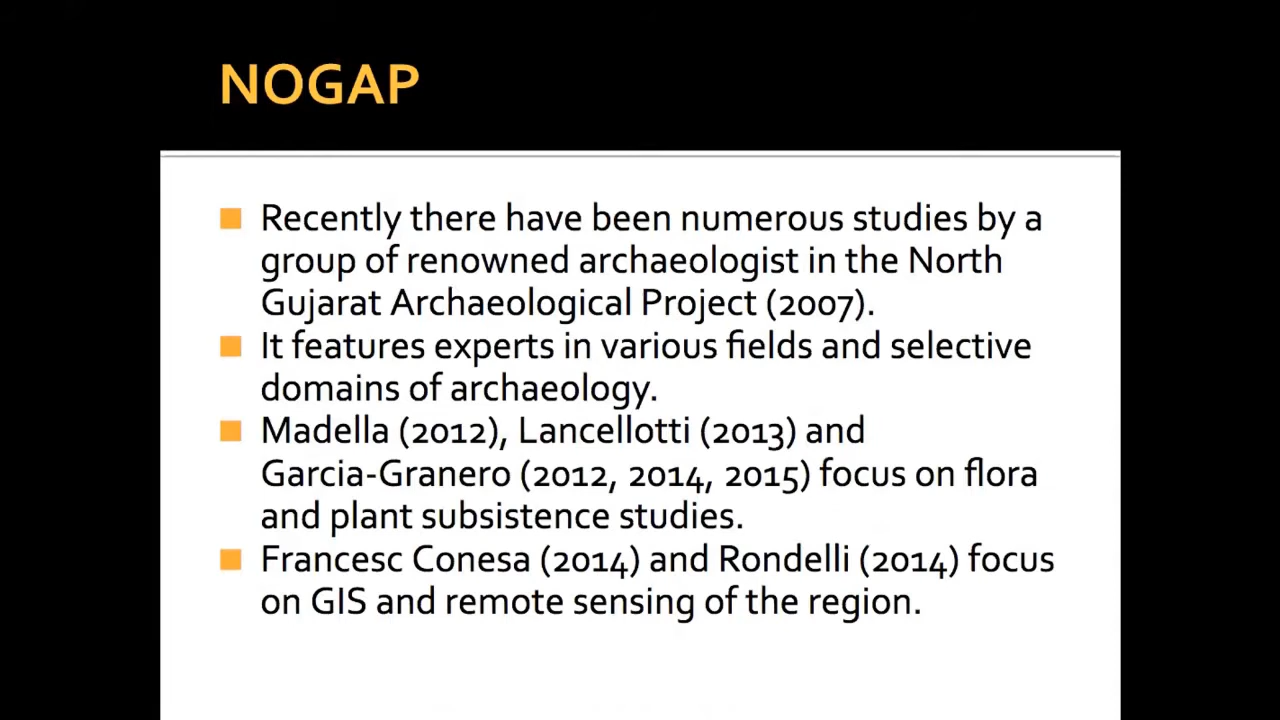 NOGAP
Recently there have been numerous studies by a
group of renowned archaeologist in the North
Gujarat Archaeological Project (2007).
It features experts in various fields and selective
domains of archaeology.
Madella (2012), Lancellotti (2013) and
Garcia-Granero (2012, 2014, 2015) focus on flora
and plant subsistence studies.
Francesc Conesa (2014) and Rondelli (2014) focus
on GIS and remote sensing of the region.